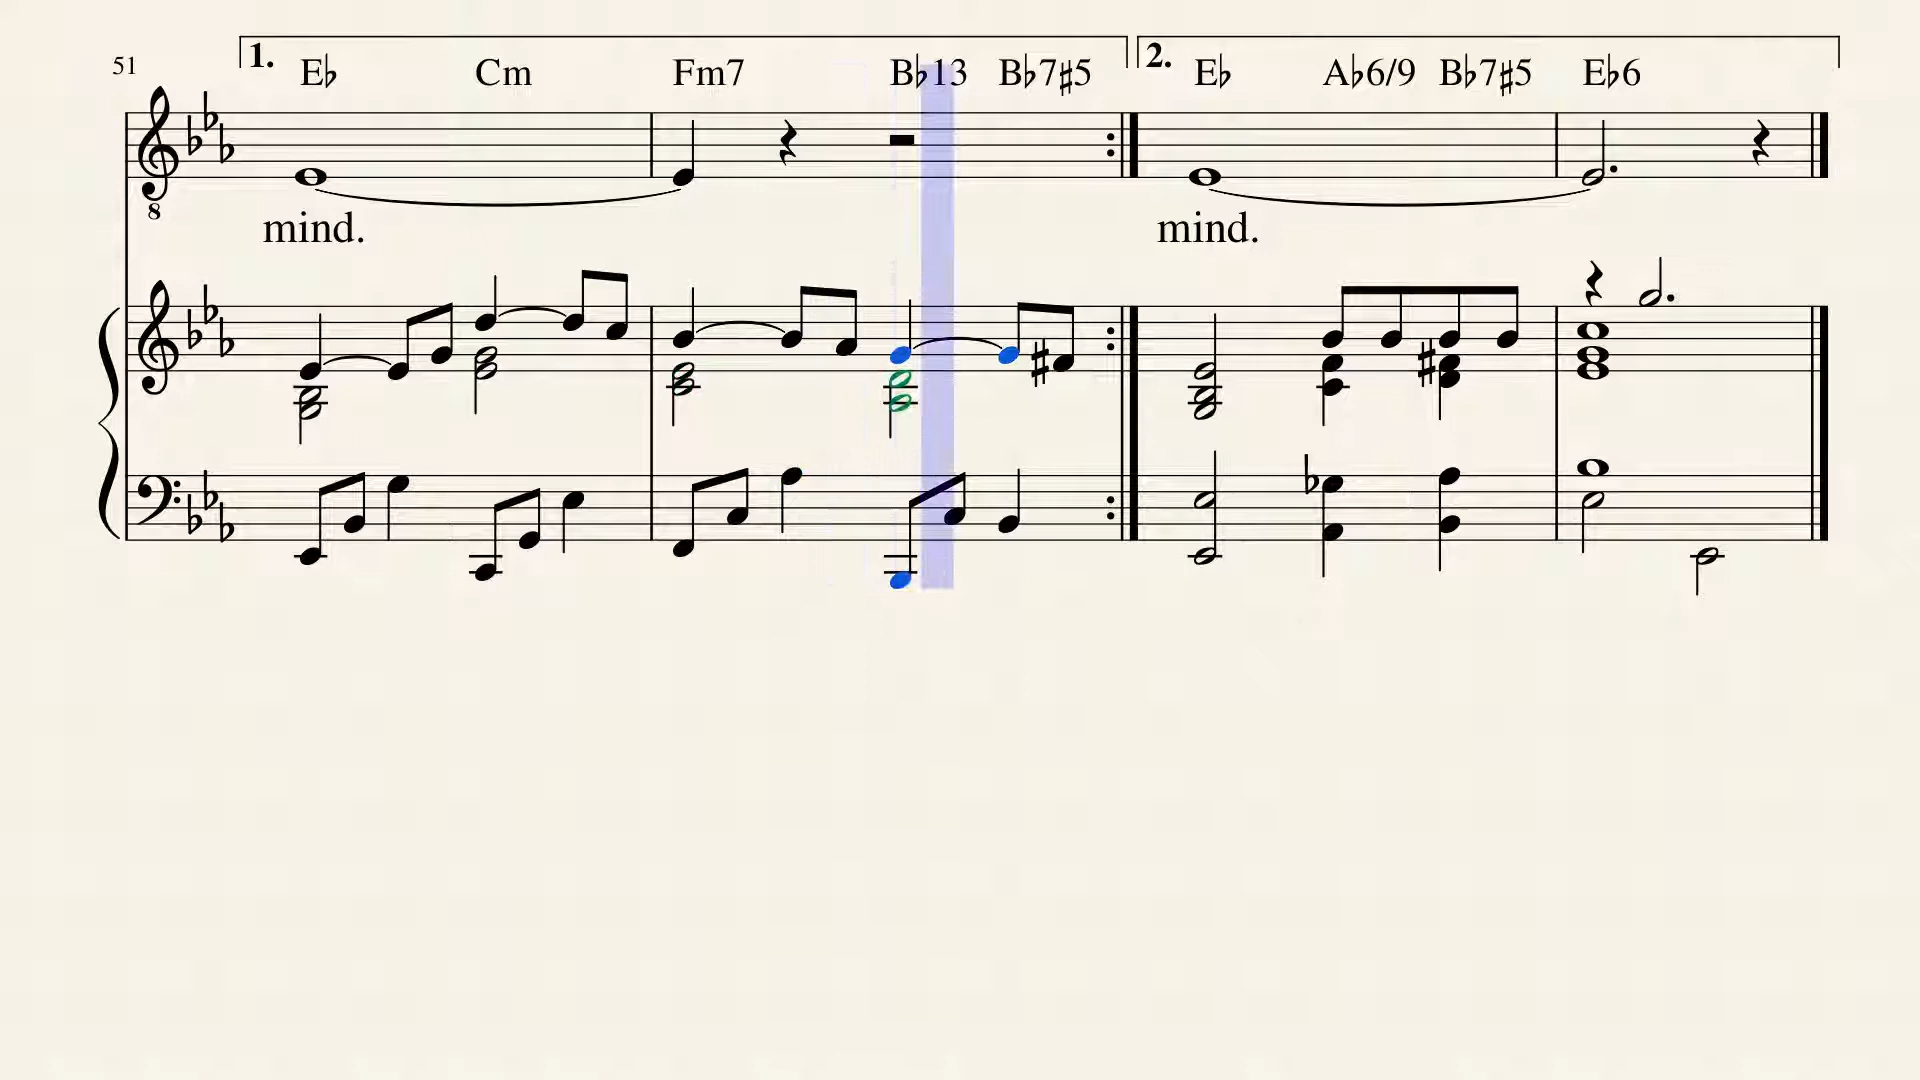 51 1. E♭ Cm Fm7 B♭13 B♭7♯5 2. E♭ A♭6/9 B♭7♯5 E♭6
8
mind. mind.